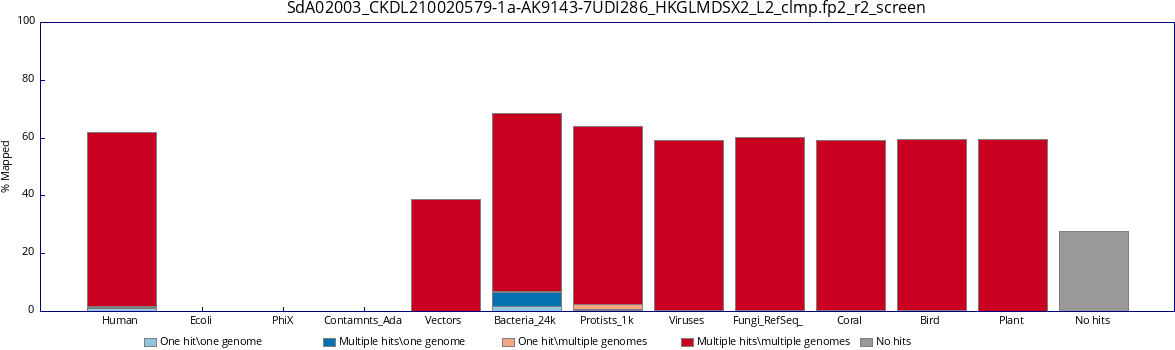 SdA02003_CKDL210020579-1a-AK9143-7UDI286_HKGLMDSX2_L2_clmp.fp2_r2_screen
100
80
60
40
20
0
% Mapped
Human Ecoli PhiX Contamnts_Ada Vectors Bacteria_24k Protists_1k Viruses Fungi_RefSeq_ Coral Bird Plant No hits
One hit\one genome Multiple hits\one genome One hit\multiple genomes Multiple hits\multiple genomes No hits